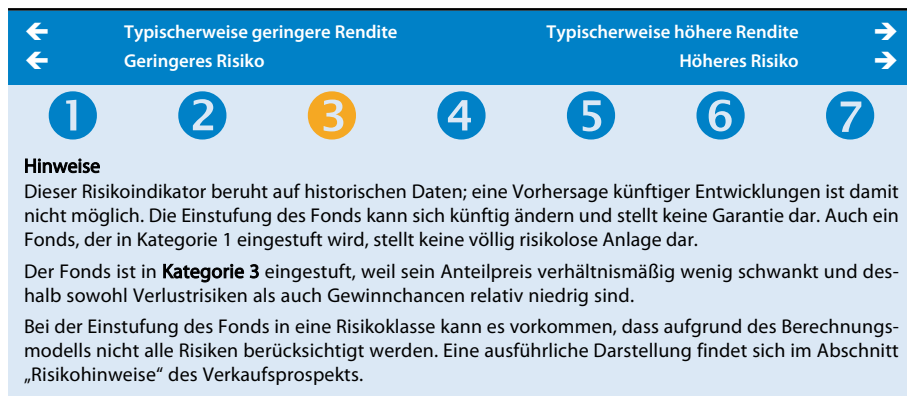 ← Typischerweise geringere Rendite Typischerweise höhere Rendite →
← Geringeres Risiko Höheres Risiko →
1 2 3 4 5 6 7
Hinweise
Dieser Risikoindikator beruht auf historischen Daten; eine Vorhersage künftiger Entwicklungen ist damit
nicht möglich. Die Einstufung des Fonds kann sich künftig ändern und stellt keine Garantie dar. Auch ein
Fonds, der in Kategorie 1 eingestuft wird, stellt keine völlig risikolose Anlage dar.
Der Fonds ist in Kategorie 3 eingestuft, weil sein Anteilpreis verhältnismäßig wenig schwankt und des-
halb sowohl Verlustrisiken als auch Gewinnchancen relativ niedrig sind.
Bei der Einstufung des Fonds in eine Risikoklasse kann es vorkommen, dass aufgrund des Berechnungs-
modells nicht alle Risiken berücksichtigt werden. Eine ausführliche Darstellung findet sich im Abschnitt
„Risikohinweise“ des Verkaufsprospekts.